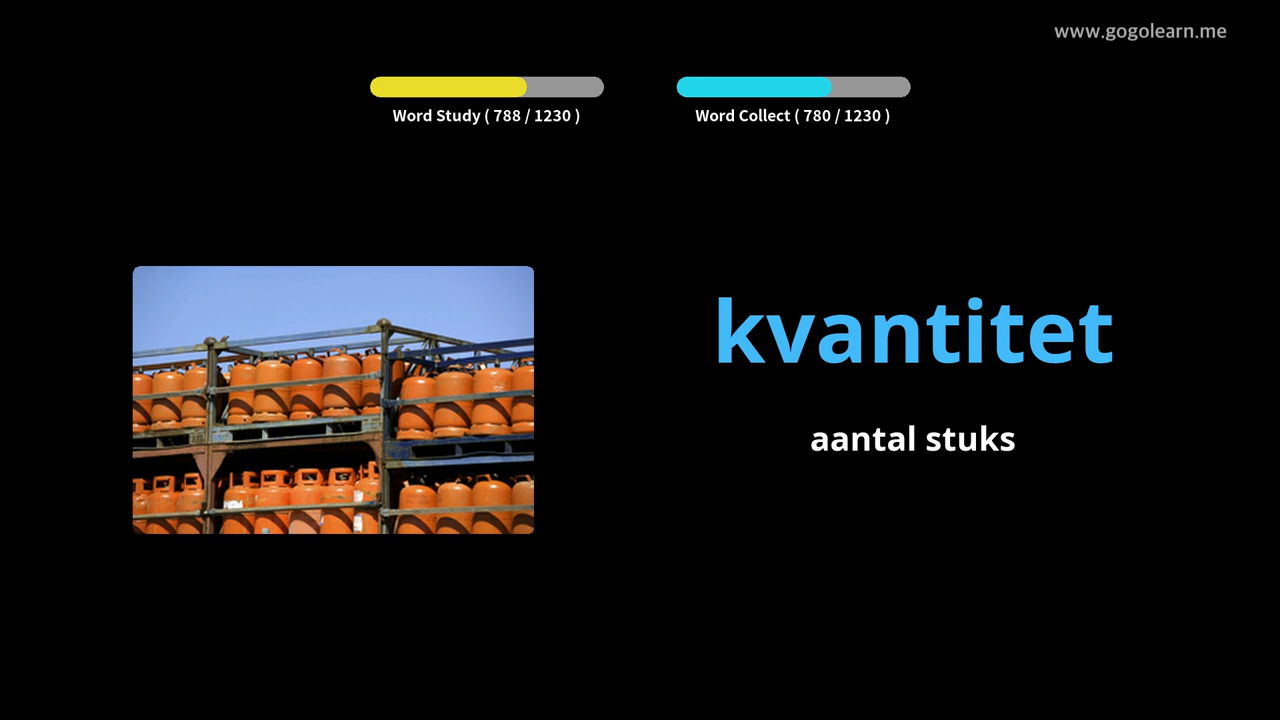 www.gogolearn.me
Word Study ( 788 / 1230 )
Word Collect ( 780 / 1230 )
kvantitet
aantal stuks